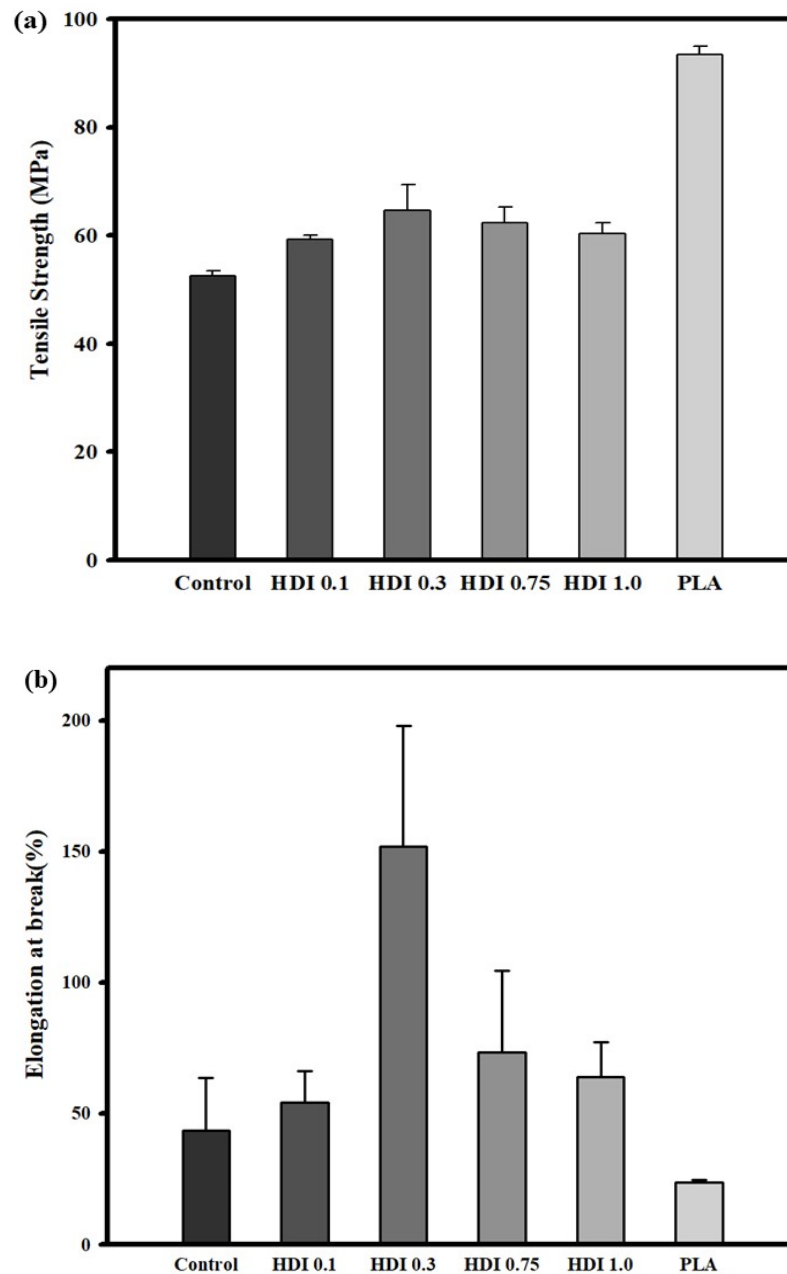 (a)
Tensile Strength (MPa)
100
80
60
40
20
0
Control HDI 0.1 HDI 0.3 HDI 0.75 HDI 1.0 PLA
(b)
Elongation at break(%)
200
150
100
50
0
Control HDI 0.1 HDI 0.3 HDI 0.75 HDI 1.0 PLA